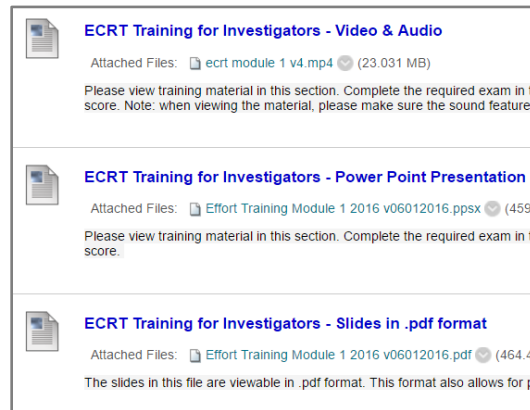 ECRT Training for Investigators - Video & Audio
Attached Files: ecrt module 1 v4.mp4 (23.031 MB)
Please view training material in this section. Complete the required exam in
score. Note: when viewing the material, please make sure the sound feature
ECRT Training for Investigators - Power Point Presentation
Attached Files: Effort Training Module 1 2016 v06012016.ppsx (459
Please view training material in this section. Complete the required exam in
score.
ECRT Training for Investigators - Slides in .pdf format
Attached Files: Effort Training Module 1 2016 v06012016.pdf (464.4
The slides in this file are viewable in .pdf format. This format also allows for